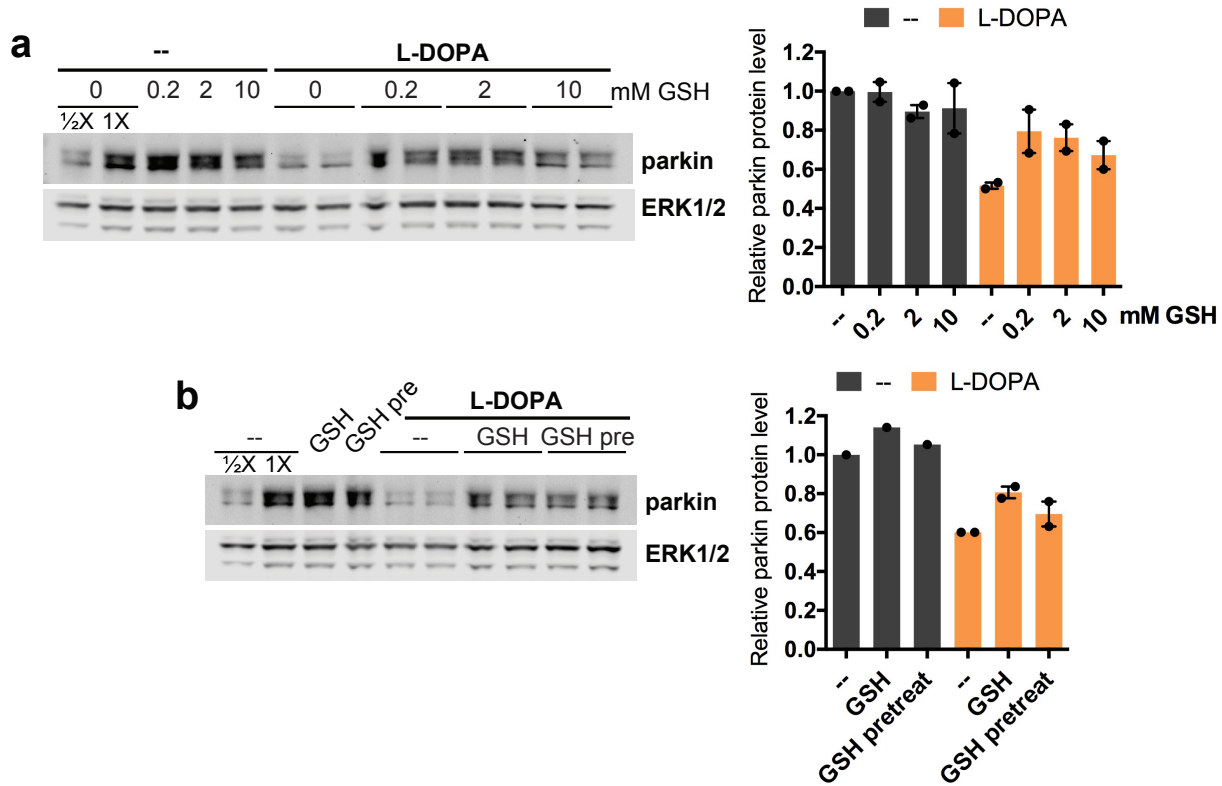 a
--
L-DOPA
0 0.2 2 10 0 0.2 2 10 mM GSH
½X 1X
parkin
ERK1/2
-- L-DOPA
Relative parkin protein level
1.2
1.0
0.8
0.6
0.4
0.2
0.0
-- 0.2 2 10 -- 0.2 2 10 mM GSH
b
-- GSH GSH pre L-DOPA
-- GSH GSH pre
½X 1X
parkin
ERK1/2
-- L-DOPA
Relative parkin protein level
1.2
1.0
0.8
0.6
0.4
0.2
0.0
-- GSH GSH pretreat -- GSH GSH pretreat